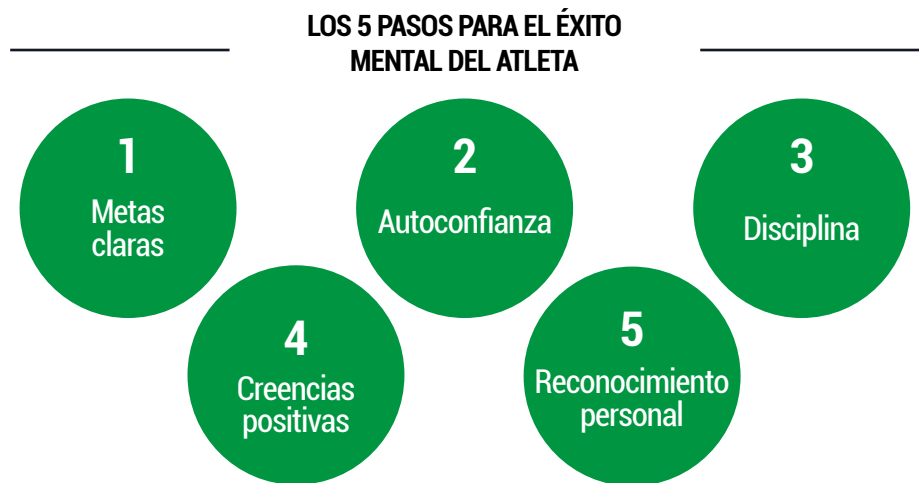 LOS 5 PASOS PARA EL ÉXITO
MENTAL DEL ATLETA
1
Metas
claras
2
Autoconfianza
3
Disciplina
4
Creencias
positivas
5
Reconocimiento
personal